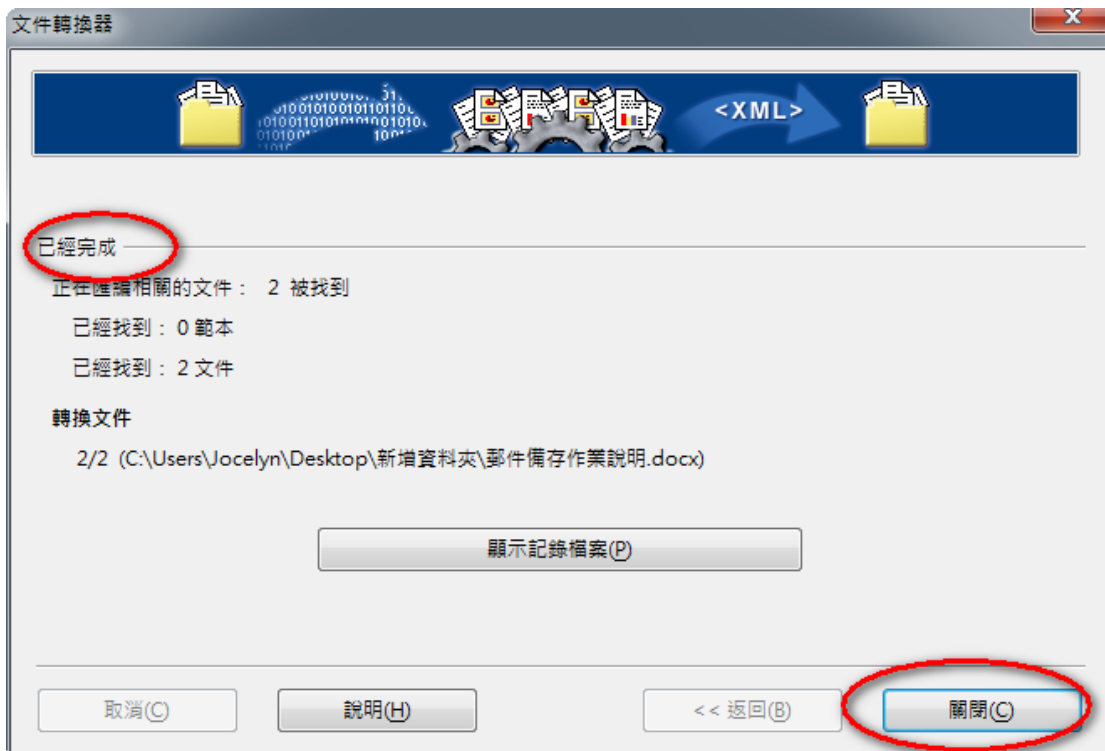 文件轉換器
<XML>
已經完成
正在匯編相關的文件： 2 被找到
已經找到：0 範本
已經找到：2 文件
轉換文件
2/2 (C:\Users\Jocelyn\Desktop\新增資料夾\郵件備存作業說明.docx)
顯示記錄檔案(P)
取消(C)
說明(H)
<< 返回(B)
關閉(C)